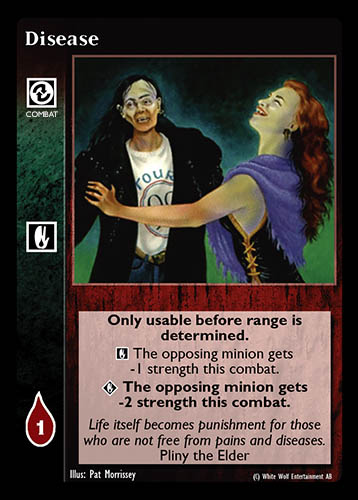 Disease
COMBAT
TOUR
Only usable before range is
determined.
The opposing minion gets
-1 strength this combat.
The opposing minion gets
-2 strength this combat.
Life itself becomes punishment for those
who are not free from pains and diseases.
Pliny the Elder
1
Illus: Pat Morrissey
(C) White Wolf Entertainment AB